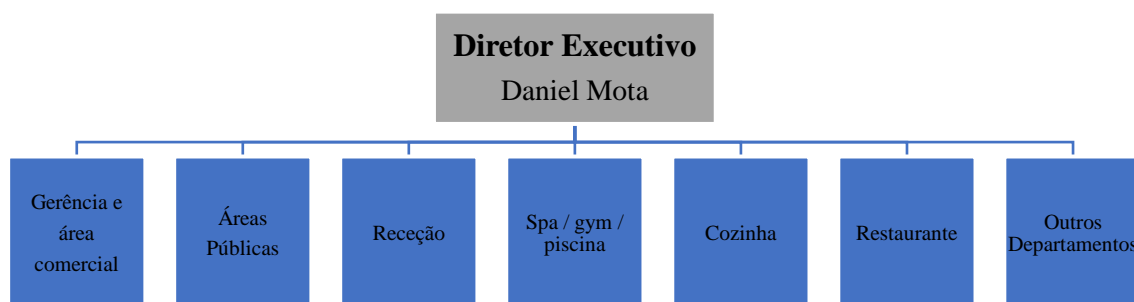 Diretor Executivo
Daniel Mota
Gerência e
área
comercial
Áreas
Públicas
Receção
Spa / gym /
piscina
Cozinha
Restaurante
Outros
Departamentos